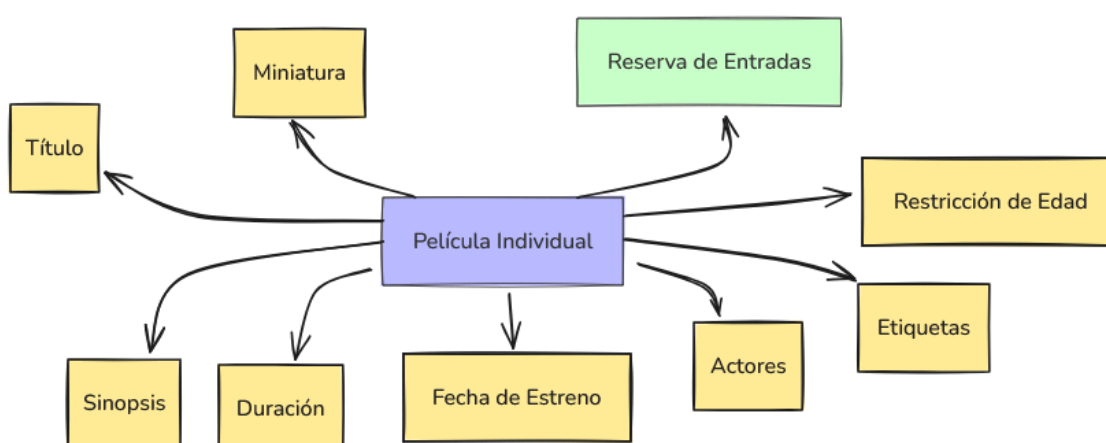 Miniatura
Reserva de Entradas
Título
Restricción de Edad
Película Individual
Etiquetas
Actores
Sinopsis
Duración
Fecha de Estreno